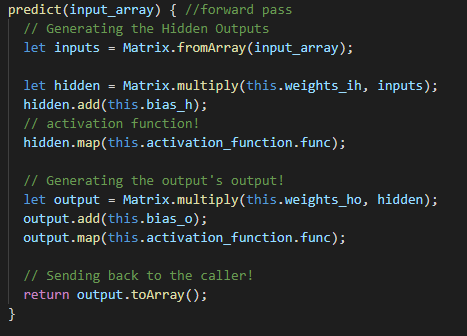 predict(input_array) { //forward pass
// Generating the Hidden Outputs
let inputs = Matrix.fromArray(input_array);
let hidden = Matrix.multiply(this.weights_ih, inputs);
hidden.add(this.bias_h);
// activation function!
hidden.map(this.activation_function.func);
// Generating the output's output!
let output = Matrix.multiply(this.weights_ho, hidden);
output.add(this.bias_o);
output.map(this.activation_function.func);
// Sending back to the caller!
return output.toArray();
}